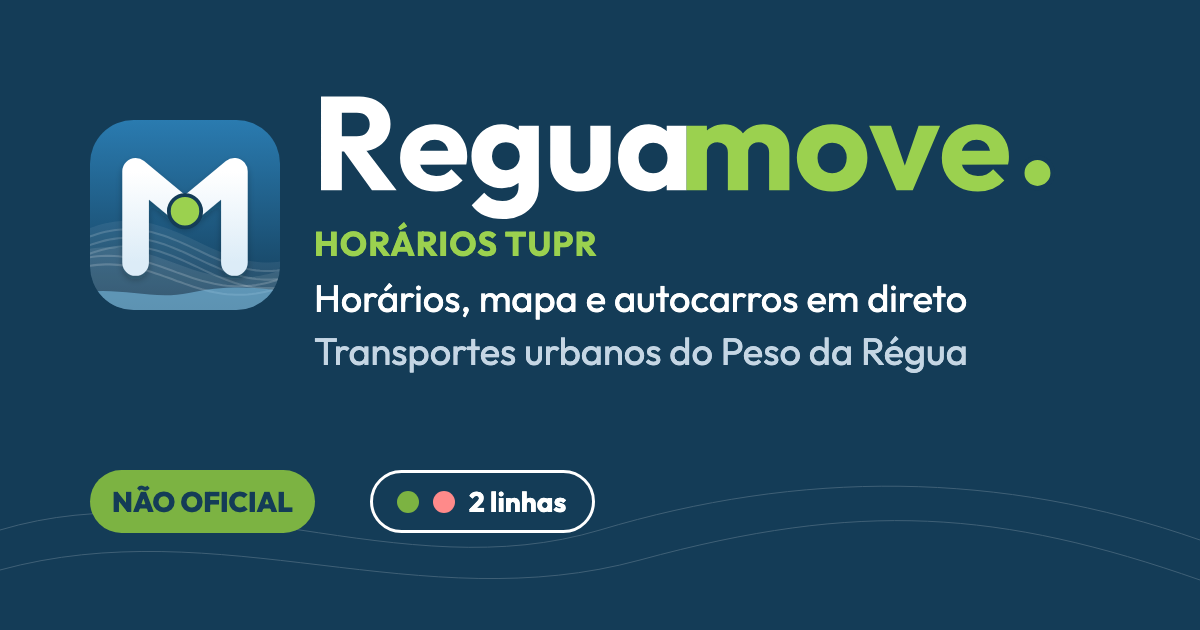 M
Reguamove.
HORÁRIOS TUPR
Horários, mapa e autocarros em direto
Transportes urbanos do Peso da Régua
NÃO OFICIAL
2 linhas